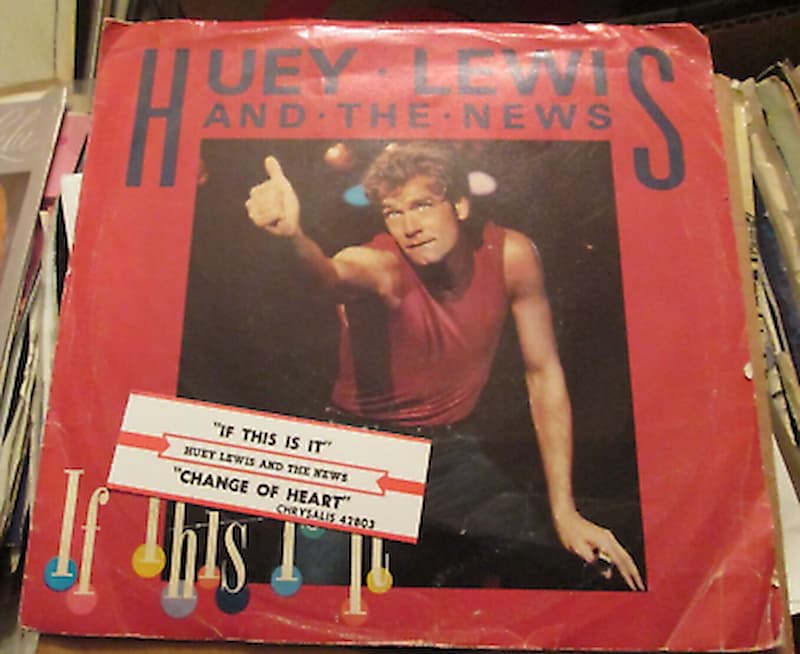 HUEY · LEWIS
AND · THE · NEWS
"IF THIS IS IT"
HUEY LEWIS AND THE NEWS
"CHANGE OF HEART"
CHRYSALIS 42803
If This I It